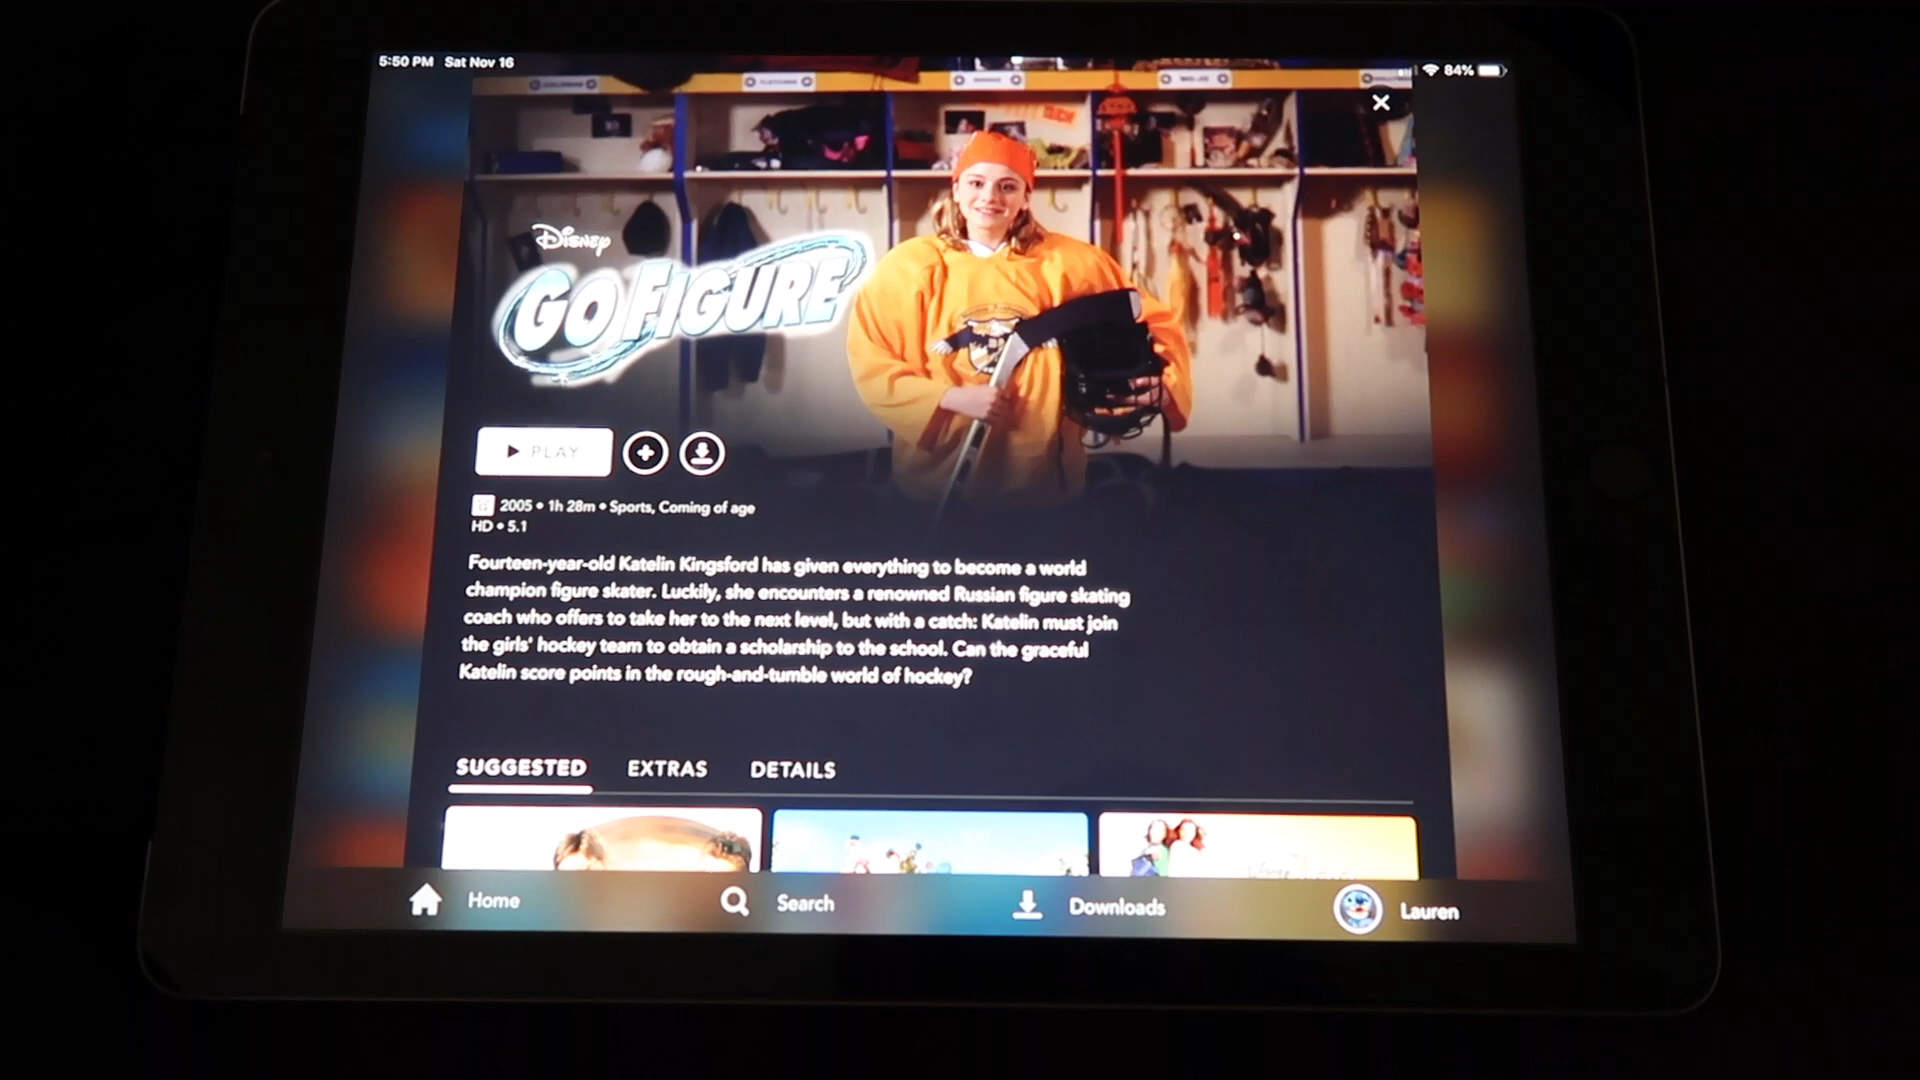 5:50 PM Sat Nov 16
84%
DISNEY
GO FIGURE
PLAY
2005 • 1h 28m • Sports, Coming of age
HD • 5.1
Fourteen-year-old Katelin Kingsford has given everything to become a world
champion figure skater. Luckily, she encounters a renowned Russian figure skating
coach who offers to take her to the next level, but with a catch: Katelin must join
the girls' hockey team to obtain a scholarship to the school. Can the graceful
Katelin score points in the rough-and-tumble world of hockey?
SUGGESTED EXTRAS DETAILS
Home Search Downloads Lauren